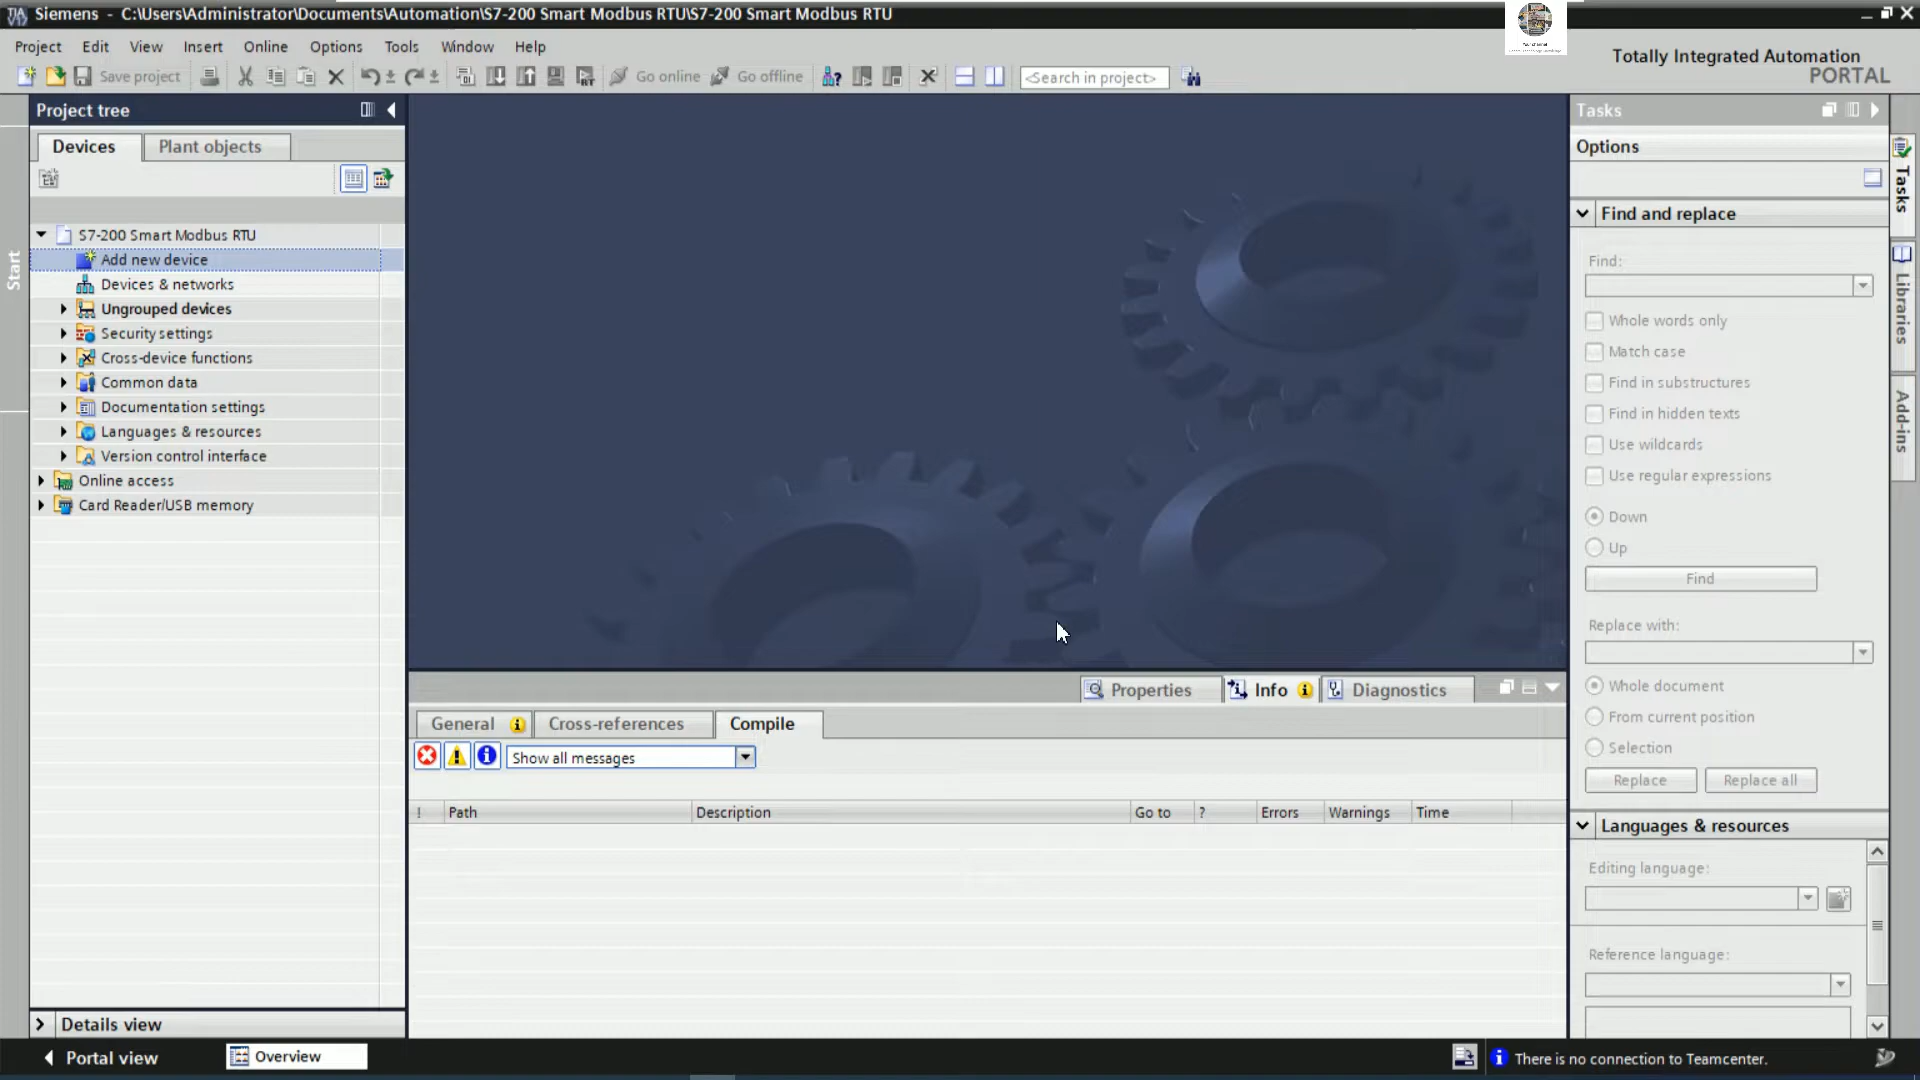 Siemens - C:\Users\Administrator\Documents\Automation\S7-200 Smart Modbus RTU\S7-200 Smart Modbus RTU
Project Edit View Insert Online Options Tools Window Help
Totally Integrated Automation
PORTAL
Save project
Go online
Go offline
<Search in project>
Project tree
Devices
Plant objects
Start
S7-200 Smart Modbus RTU
Add new device
Devices & networks
Ungrouped devices
Security settings
Cross-device functions
Common data
Documentation settings
Languages & resources
Version control interface
Online access
Card Reader/USB memory
Details view
Properties
Info
Diagnostics
General
Cross-references
Compile
Show all messages
! Path Description Go to ? Errors Warnings Time
Tasks
Options
Find and replace
Find:
Whole words only
Match case
Find in substructures
Find in hidden texts
Use wildcards
Use regular expressions
Down
Up
Find
Replace with:
Whole document
From current position
Selection
Replace
Replace all
Languages & resources
Editing language:
Reference language:
Tasks
Libraries
Add-ins
Portal view
Overview
There is no connection to Teamcenter.